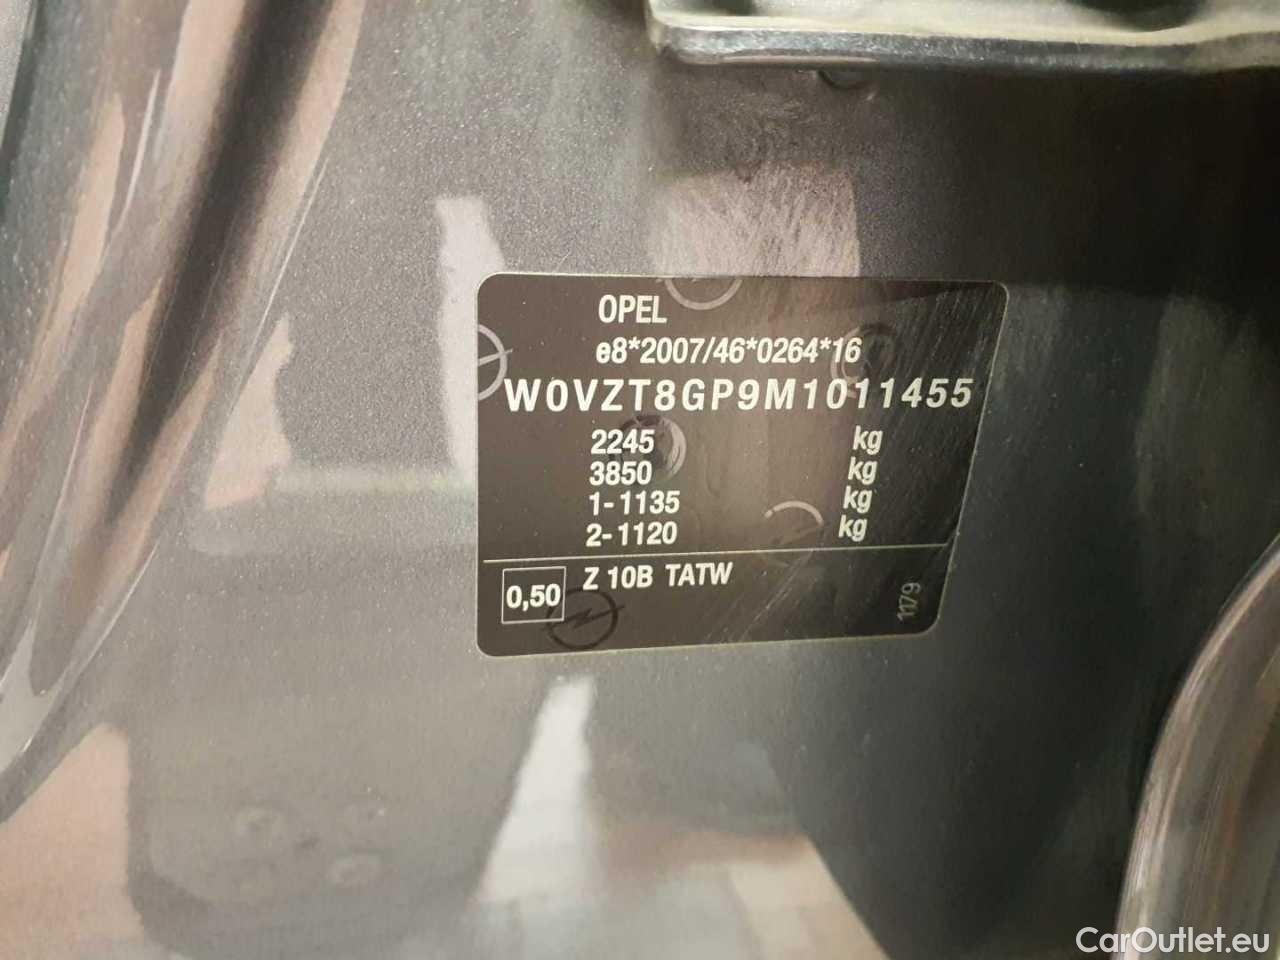 OPEL
e8*2007/46*0264*16
W0VZT8GP9M1011455
2245 kg
3850 kg
1-1135 kg
2-1120 kg
0,50 Z 10B TATW
1179
CarOutlet.eu